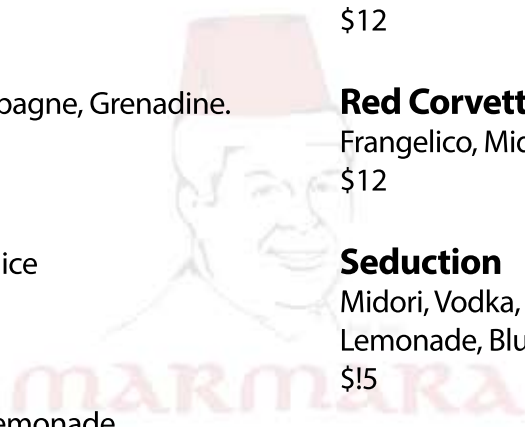 pagne, Grenadine.
ice
emonade
$12
Red Corvett
Frangelico, Mid
$12
Seduction
Midori, Vodka,
Lemonade, Blu
$!5
MARMARA